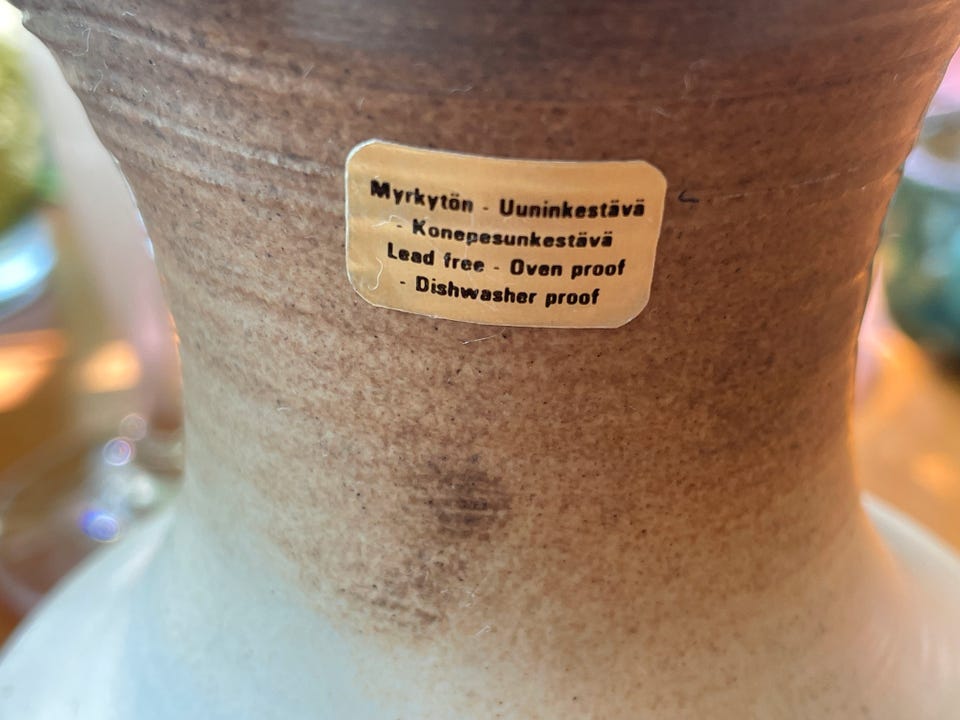 Myrkytön - Uuninkestävä
- Konepesunkestävä
Lead free - Oven proof
- Dishwasher proof